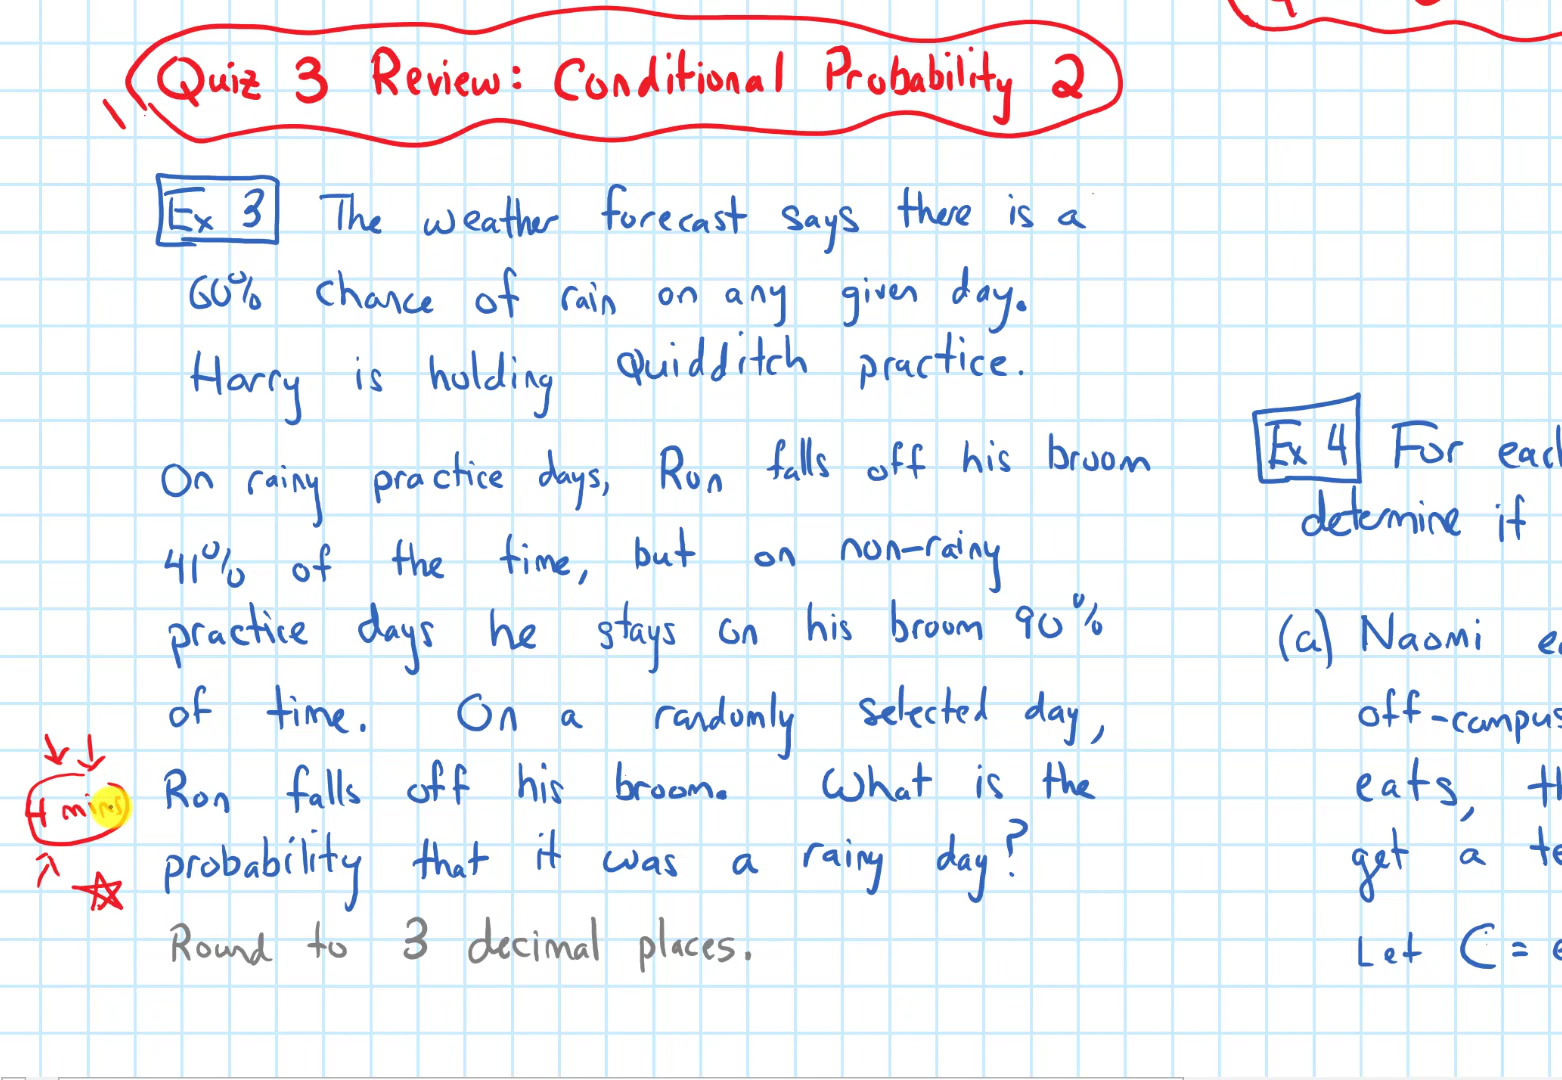 Quiz 3 Review: Conditional Probability 2
Ex 3 The weather forecast says there is a
60% chance of rain on any given day.
Harry is holding Quidditch practice.
On rainy practice days, Ron falls off his broom
41% of the time, but on non-rainy
practice days he stays on his broom 90%
of time. On a randomly selected day,
Ron falls off his broom. What is the
probability that it was a rainy day?
Round to 3 decimal places.
4 mins
Ex 4 For each
determine if
(a) Naomi
off-campus
eats,
get a
Let C =